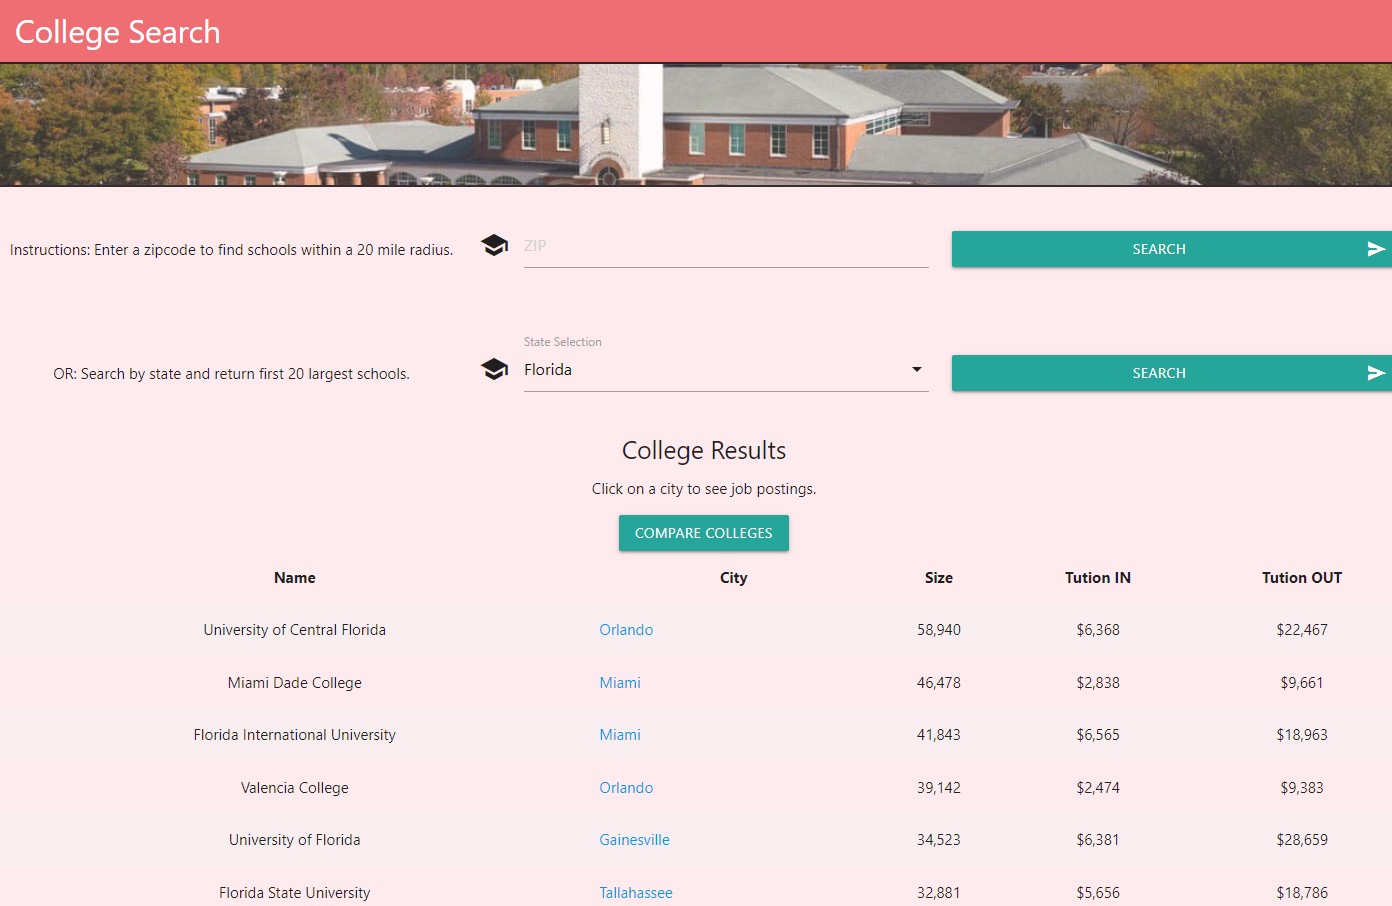 College Search
Instructions: Enter a zipcode to find schools within a 20 mile radius.
ZIP
SEARCH
State Selection
OR: Search by state and return first 20 largest schools.
Florida
SEARCH
College Results
Click on a city to see job postings.
COMPARE COLLEGES
Name City Size Tution IN Tution OUT
University of Central Florida Orlando 58,940 $6,368 $22,467
Miami Dade College Miami 46,478 $2,838 $9,661
Florida International University Miami 41,843 $6,565 $18,963
Valencia College Orlando 39,142 $2,474 $9,383
University of Florida Gainesville 34,523 $6,381 $28,659
Florida State University Tallahassee 32,881 $5,656 $18,786